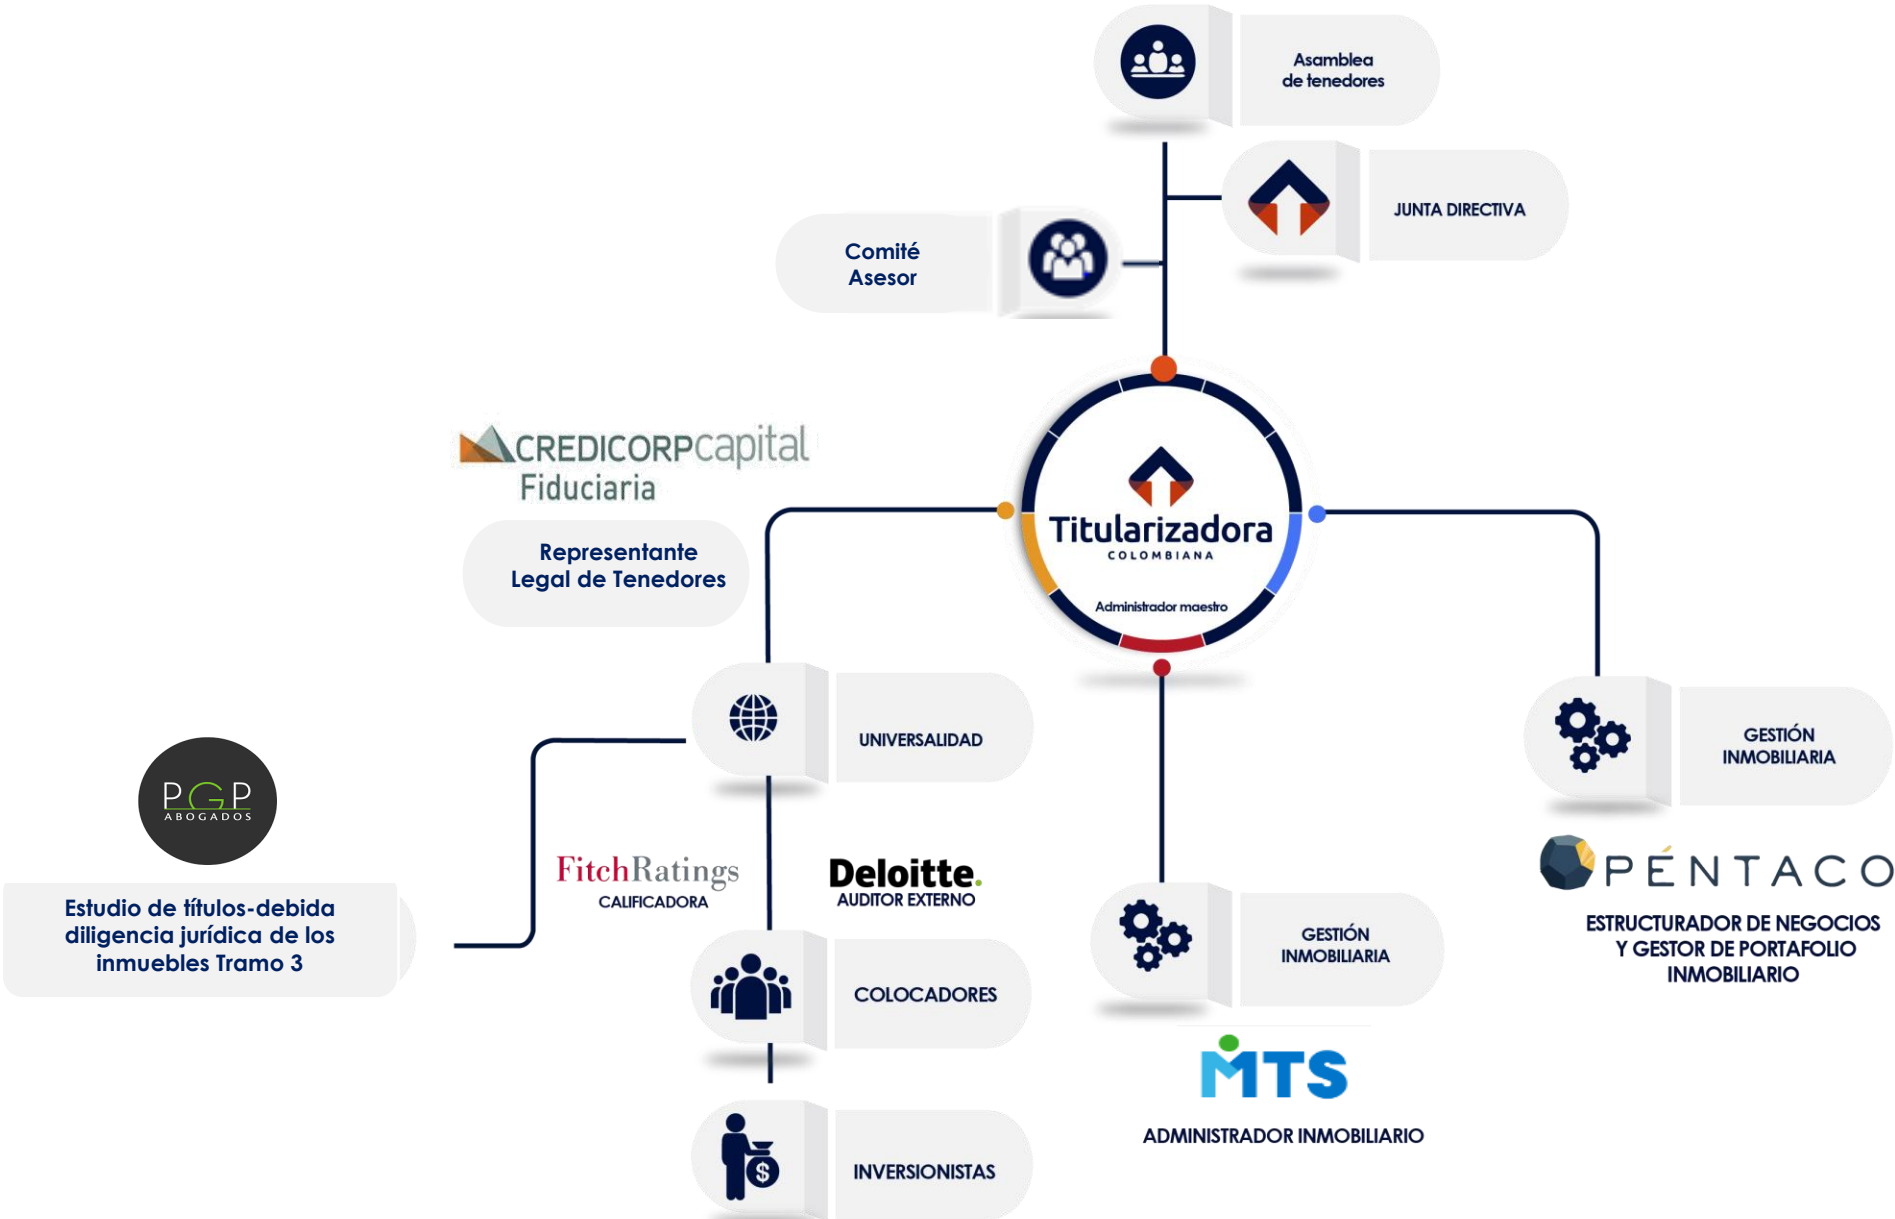 Asamblea
de tenedores
JUNTA DIRECTIVA
Comité
Asesor
CREDICORPcapital
Fiduciaria
Representante
Legal de Tenedores
Titularizadora
COLOMBIANA
Administrador maestro
UNIVERSALIDAD
GESTIÓN
INMOBILIARIA
PGP
ABOGADOS
Estudio de títulos-debida
diligencia jurídica de los
inmuebles Tramo 3
FitchRatings
CALIFICADORA
Deloitte.
AUDITOR EXTERNO
PÉNTACO
ESTRUCTURADOR DE NEGOCIOS
Y GESTOR DE PORTAFOLIO
INMOBILIARIO
GESTIÓN
INMOBILIARIA
COLOCADORES
MTS
ADMINISTRADOR INMOBILIARIO
$
INVERSIONISTAS